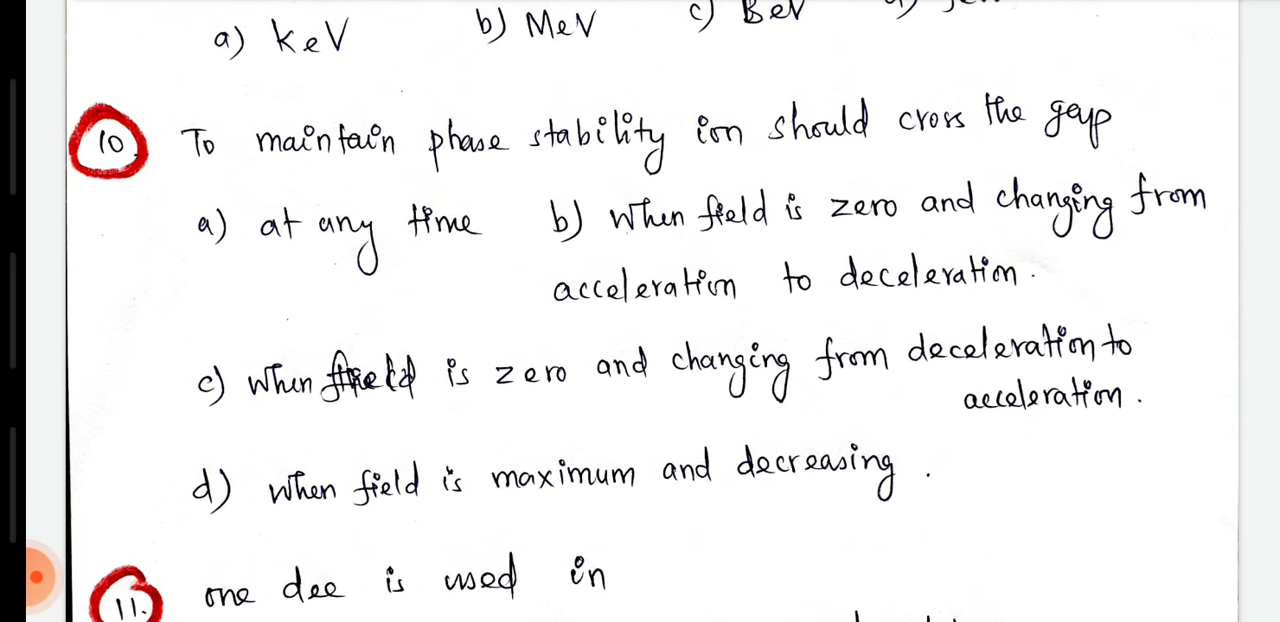 a) keV b) MeV c) BeV
10. To maintain phase stability ion should cross the gap
a) at any time b) When field is zero and changing from
acceleration to deceleration.
c) when field is zero and changing from deceleration to
acceleration.
d) when field is maximum and decreasing.
11. one dee is used in